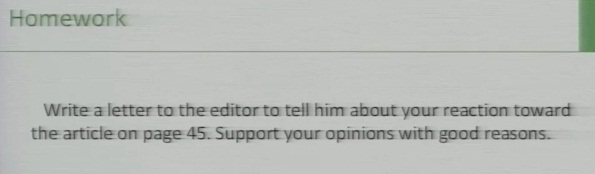 Homework
Write a letter to the editor to tell him about your reaction toward
the article on page 45. Support your opinions with good reasons.